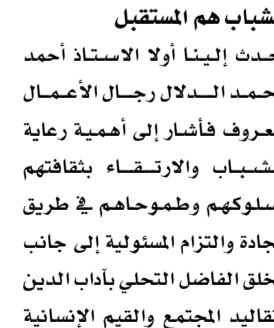 شباب هم المستقبل
حدث إلينا أولا الاستاذ أحمد
حمد الدلال رجال الأعمال
عروف فأشار إلى أهمية رعاية
شباب والارتقاء بثقافتهم
سلوكهم وطموحاهم في طريق
جادة والتزام المسئولية إلى جانب
خلق الفاضل التحلي بآداب الدين
تقاليد المجتمع والقيم الإنسانية